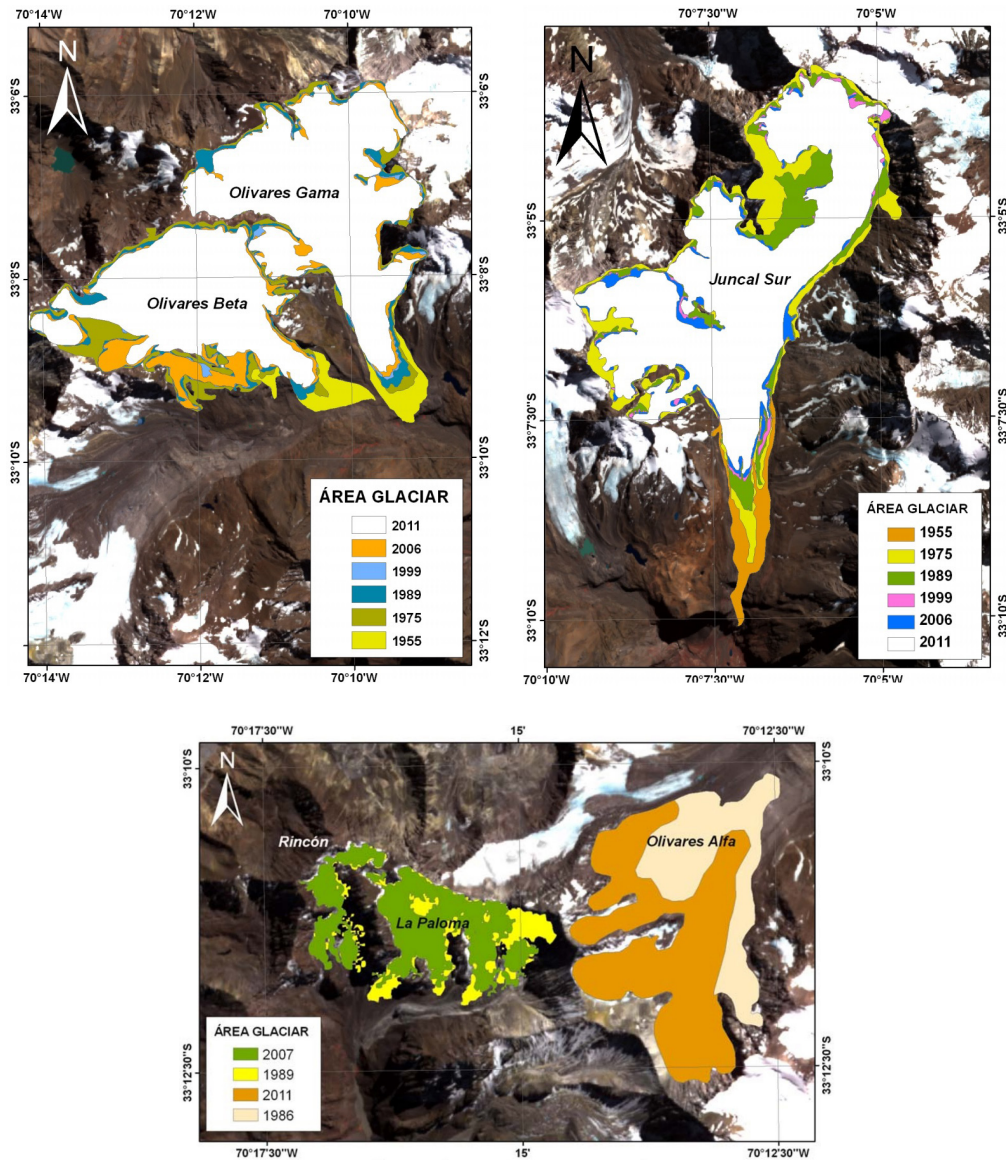 70°14'W 70°12'W 70°10'W
N
33°6'S
33°6'S
Olivares Gama
33°8'S
33°8'S
Olivares Beta
33°10'S
33°10'S
ÁREA GLACIAR
2011
2006
1999
1989
1975
1955
33°12'S
70°14'W 70°12'W 70°10'W
70°7'30"W 70°5'W
N
33°5'S
33°5'S
Juncal Sur
33°7'30"S
33°7'30"S
ÁREA GLACIAR
1955
1975
1989
1999
2006
2011
33°10'S
33°10'S
70°10'W 70°7'30"W 70°5'W
70°17'30"W 15' 70°12'30"W
N
33°10'S
33°10'S
Rincón
Olivares Alfa
La Paloma
ÁREA GLACIAR
2007
1989
2011
1986
33°12'30"S
33°12'30"S
70°17'30"W 15' 70°12'30"W